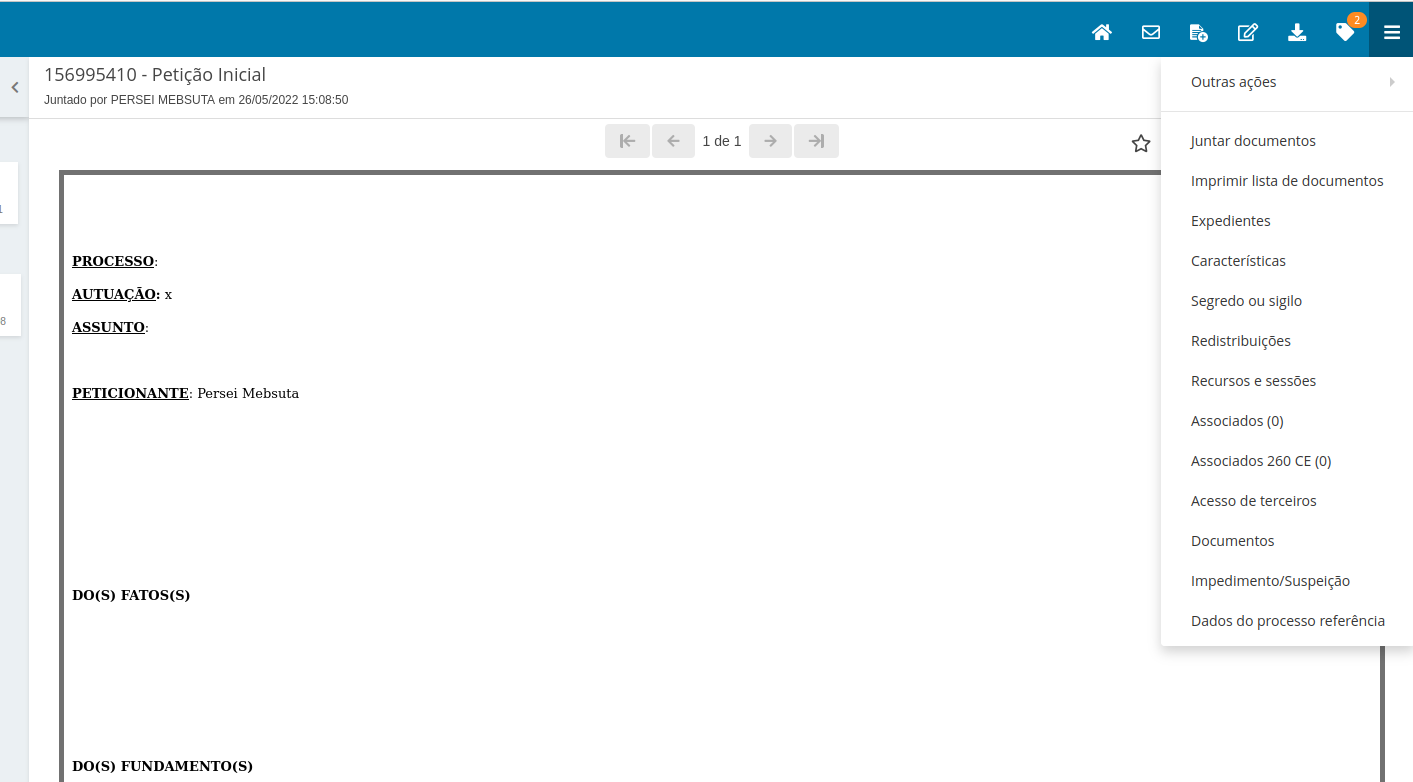 2
156995410 - Petição Inicial
Juntado por PERSEI MEBSUTA em 26/05/2022 15:08:50
1 de 1
1
8
PROCESSO:
AUTUAÇÃO: x
ASSUNTO:
PETICIONANTE: Persei Mebsuta
DO(S) FATOS(S)
DO(S) FUNDAMENTO(S)
Outras ações
Juntar documentos
Imprimir lista de documentos
Expedientes
Características
Segredo ou sigilo
Redistribuições
Recursos e sessões
Associados (0)
Associados 260 CE (0)
Acesso de terceiros
Documentos
Impedimento/Suspeição
Dados do processo referência